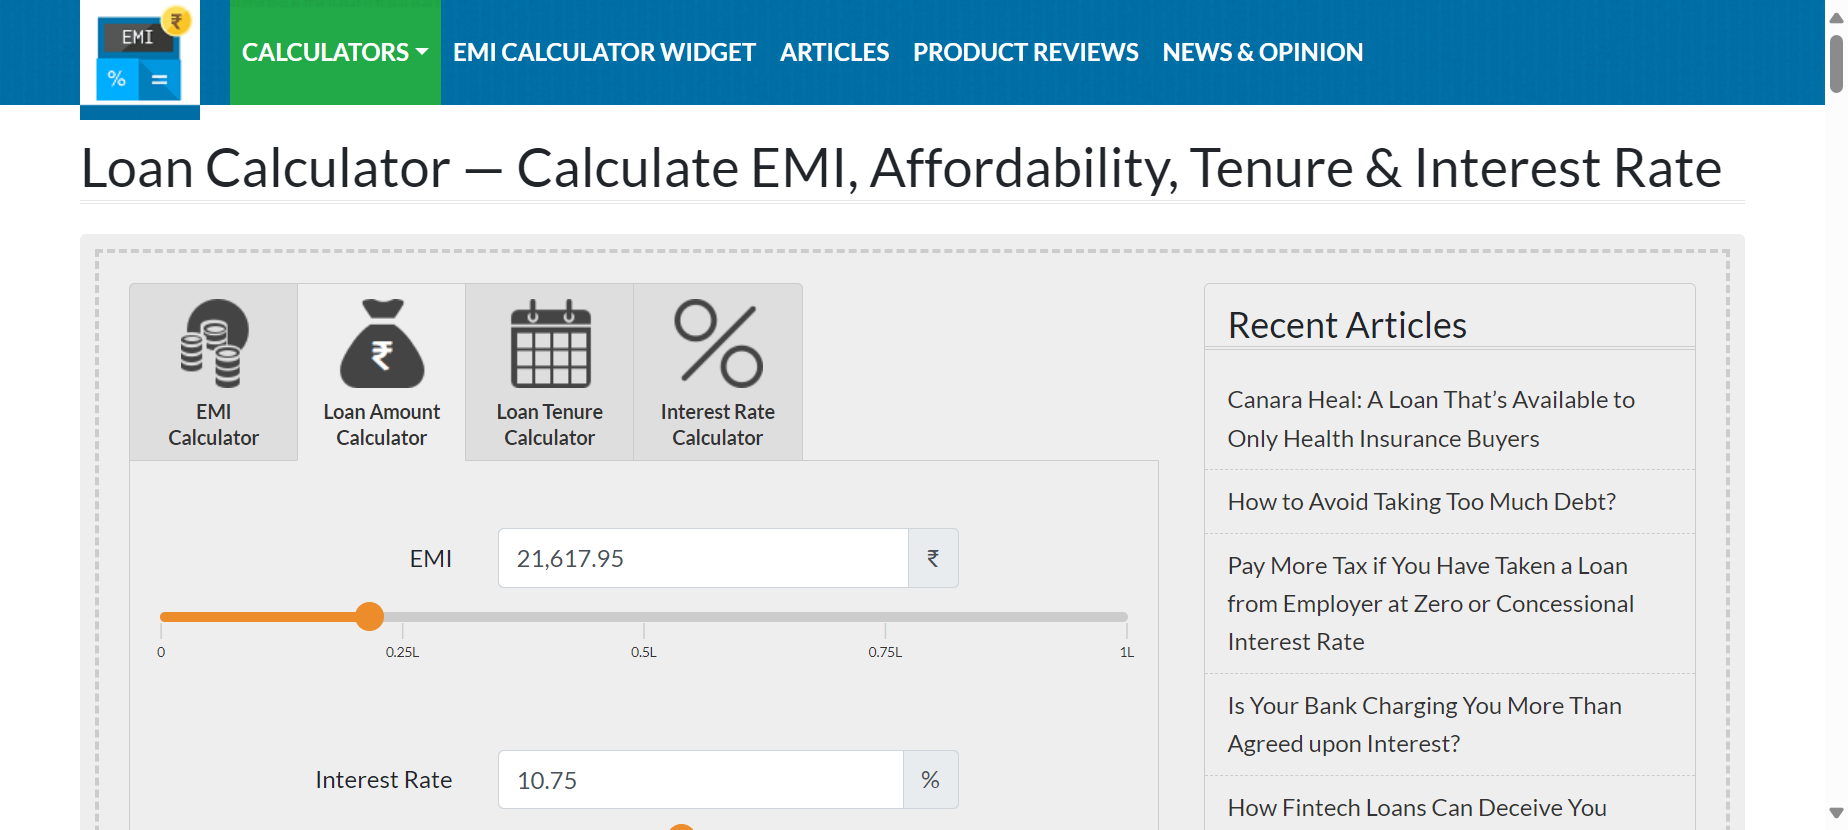 EMI
₹
%
=
CALCULATORS
EMI CALCULATOR WIDGET
ARTICLES
PRODUCT REVIEWS
NEWS & OPINION
Loan Calculator — Calculate EMI, Affordability, Tenure & Interest Rate
EMI
Calculator
₹
Loan Amount
Calculator
Loan Tenure
Calculator
Interest Rate
Calculator
EMI
21,617.95
₹
0
0.25L
0.5L
0.75L
1L
Interest Rate
10.75
%
Recent Articles
Canara Heal: A Loan That’s Available to
Only Health Insurance Buyers
How to Avoid Taking Too Much Debt?
Pay More Tax if You Have Taken a Loan
from Employer at Zero or Concessional
Interest Rate
Is Your Bank Charging You More Than
Agreed upon Interest?
How Fintech Loans Can Deceive You